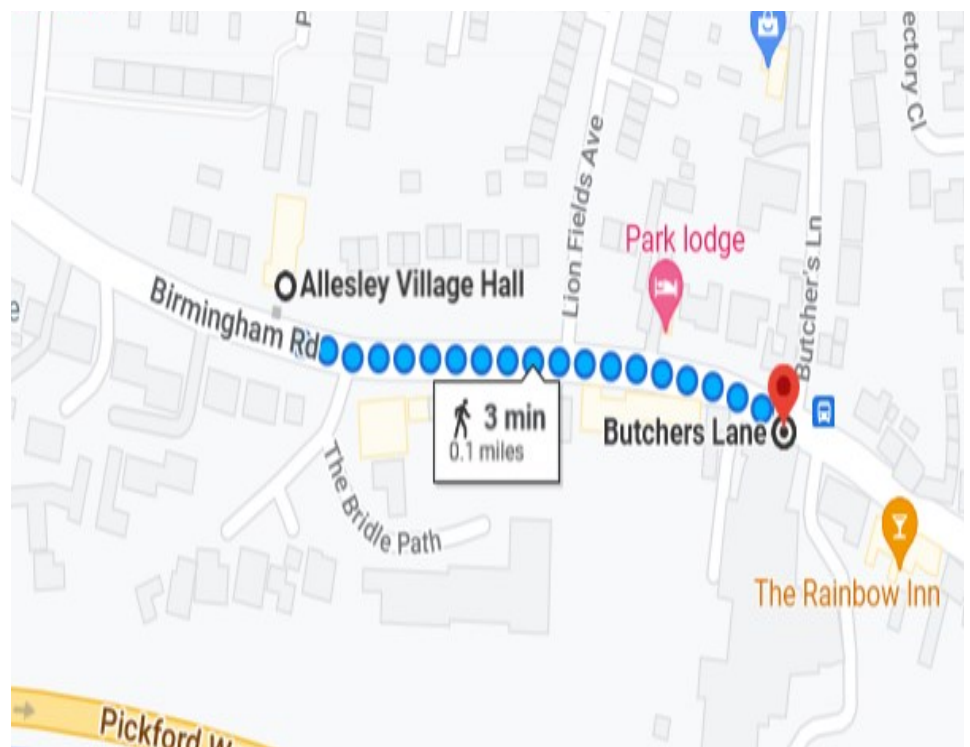 ectory Cl
Lion Fields Ave
Butcher's Ln
Park lodge
Allesley Village Hall
Birmingham Rd
3 min
0.1 miles
Butchers Lane
The Bridle Path
The Rainbow Inn
Pickford W